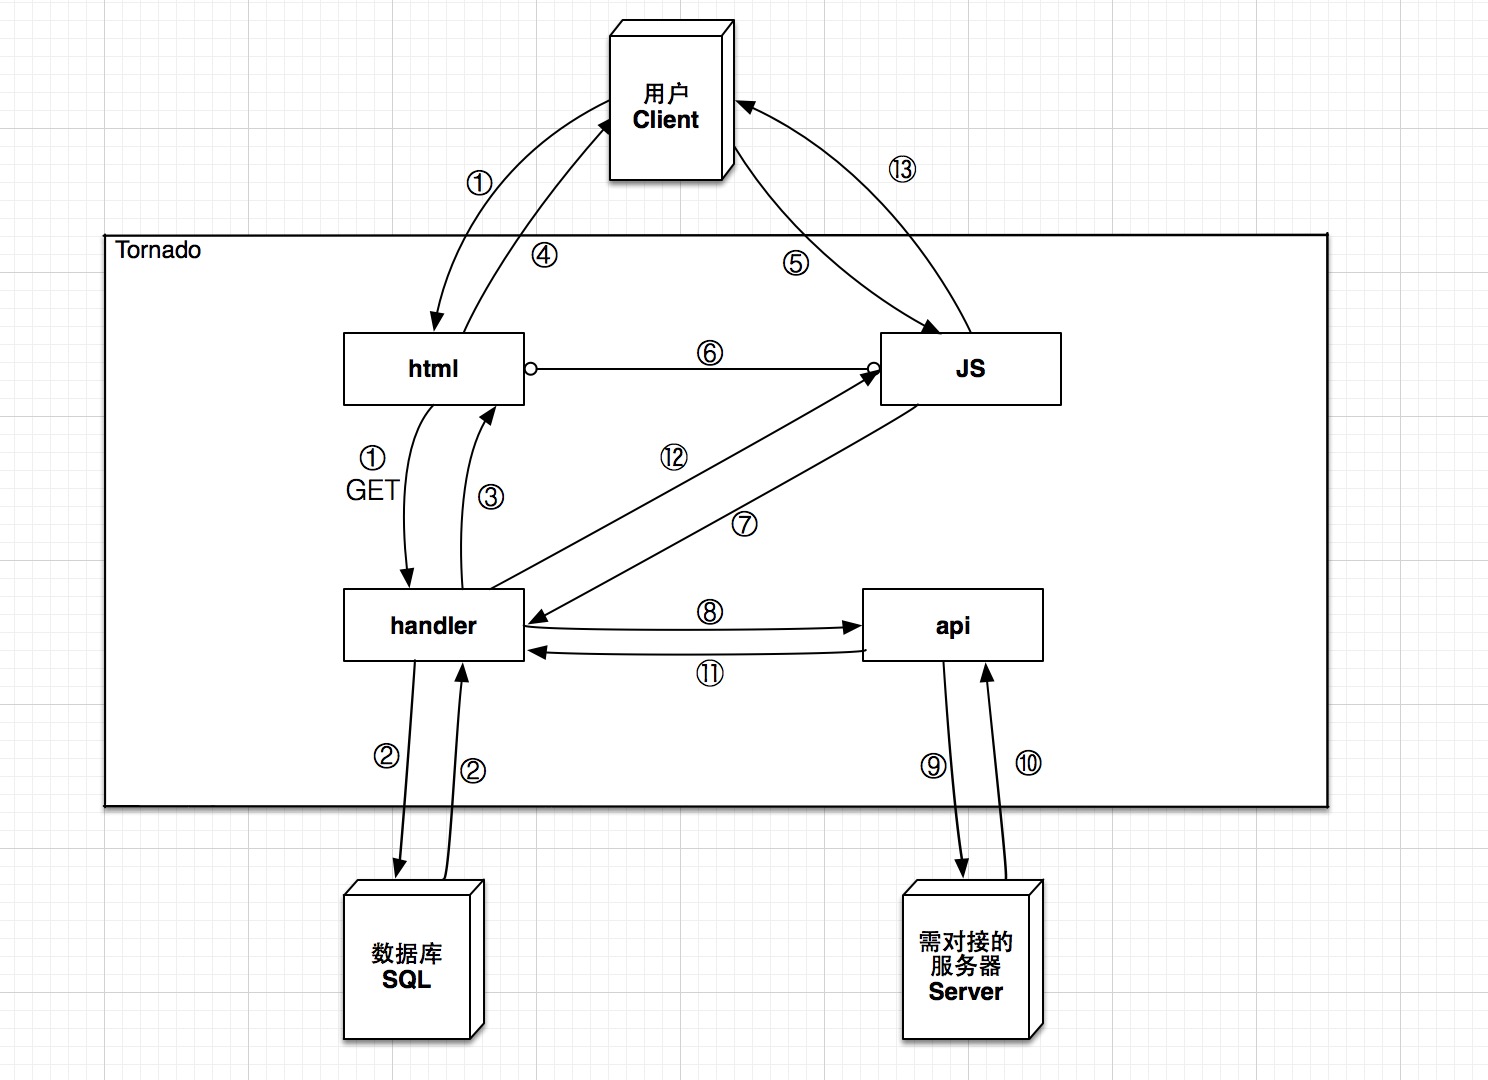 用户
Client
①
⑬
Tornado
④
⑤
⑥
html
JS
①
GET
⑫
③
⑦
⑧
handler
api
⑪
②
②
⑨
⑩
数据库
SQL
需对接的
服务器
Server